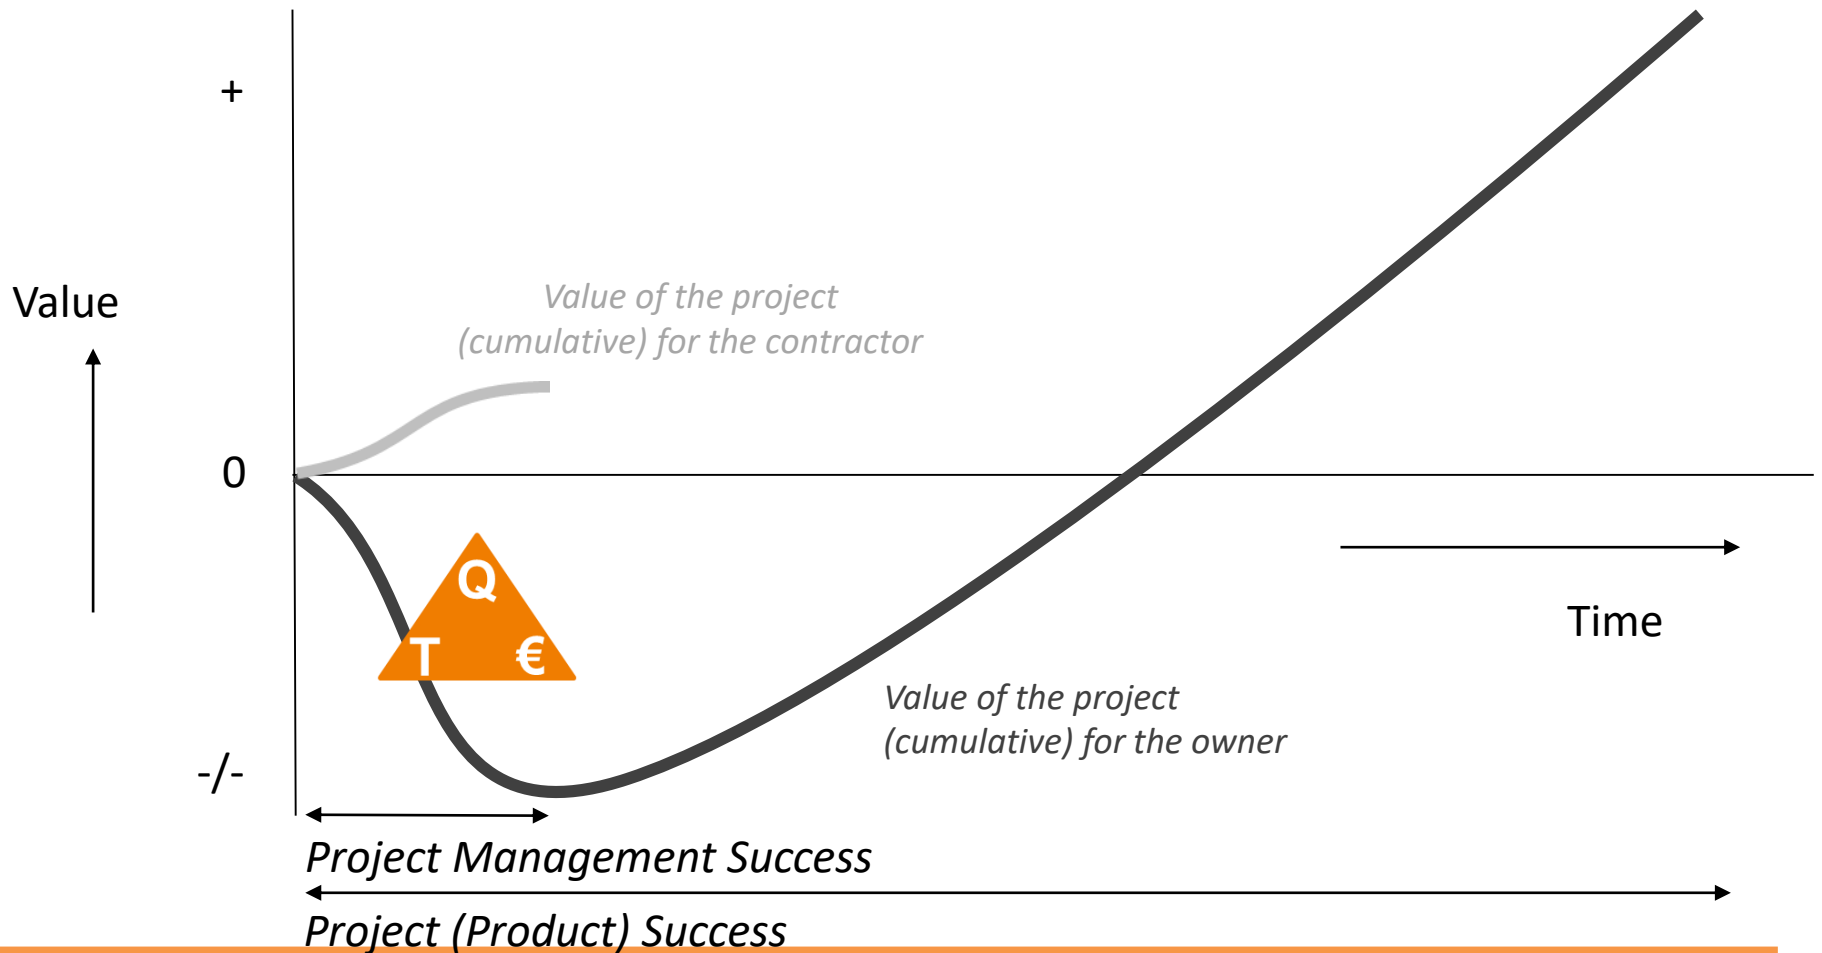 +
Value
Value of the project
(cumulative) for the contractor
0
Q
T €
Time
Value of the project
(cumulative) for the owner
-/-
Project Management Success
Project (Product) Success